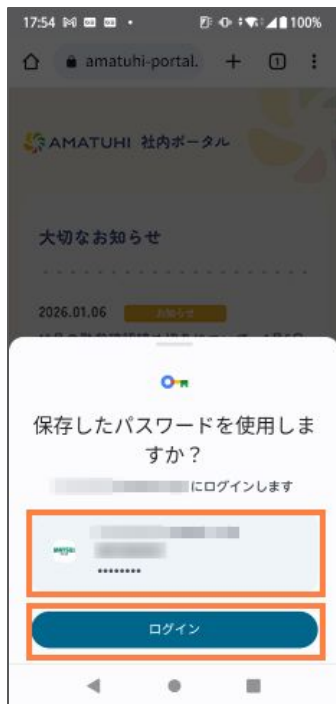 17:54
100%
amatuhi-portal.
1
AMATUHI 社内ポータル
大切なお知らせ
2026.01.06 お知らせ
保存したパスワードを使用しま
すか？
にログインします
••••••••
ログイン